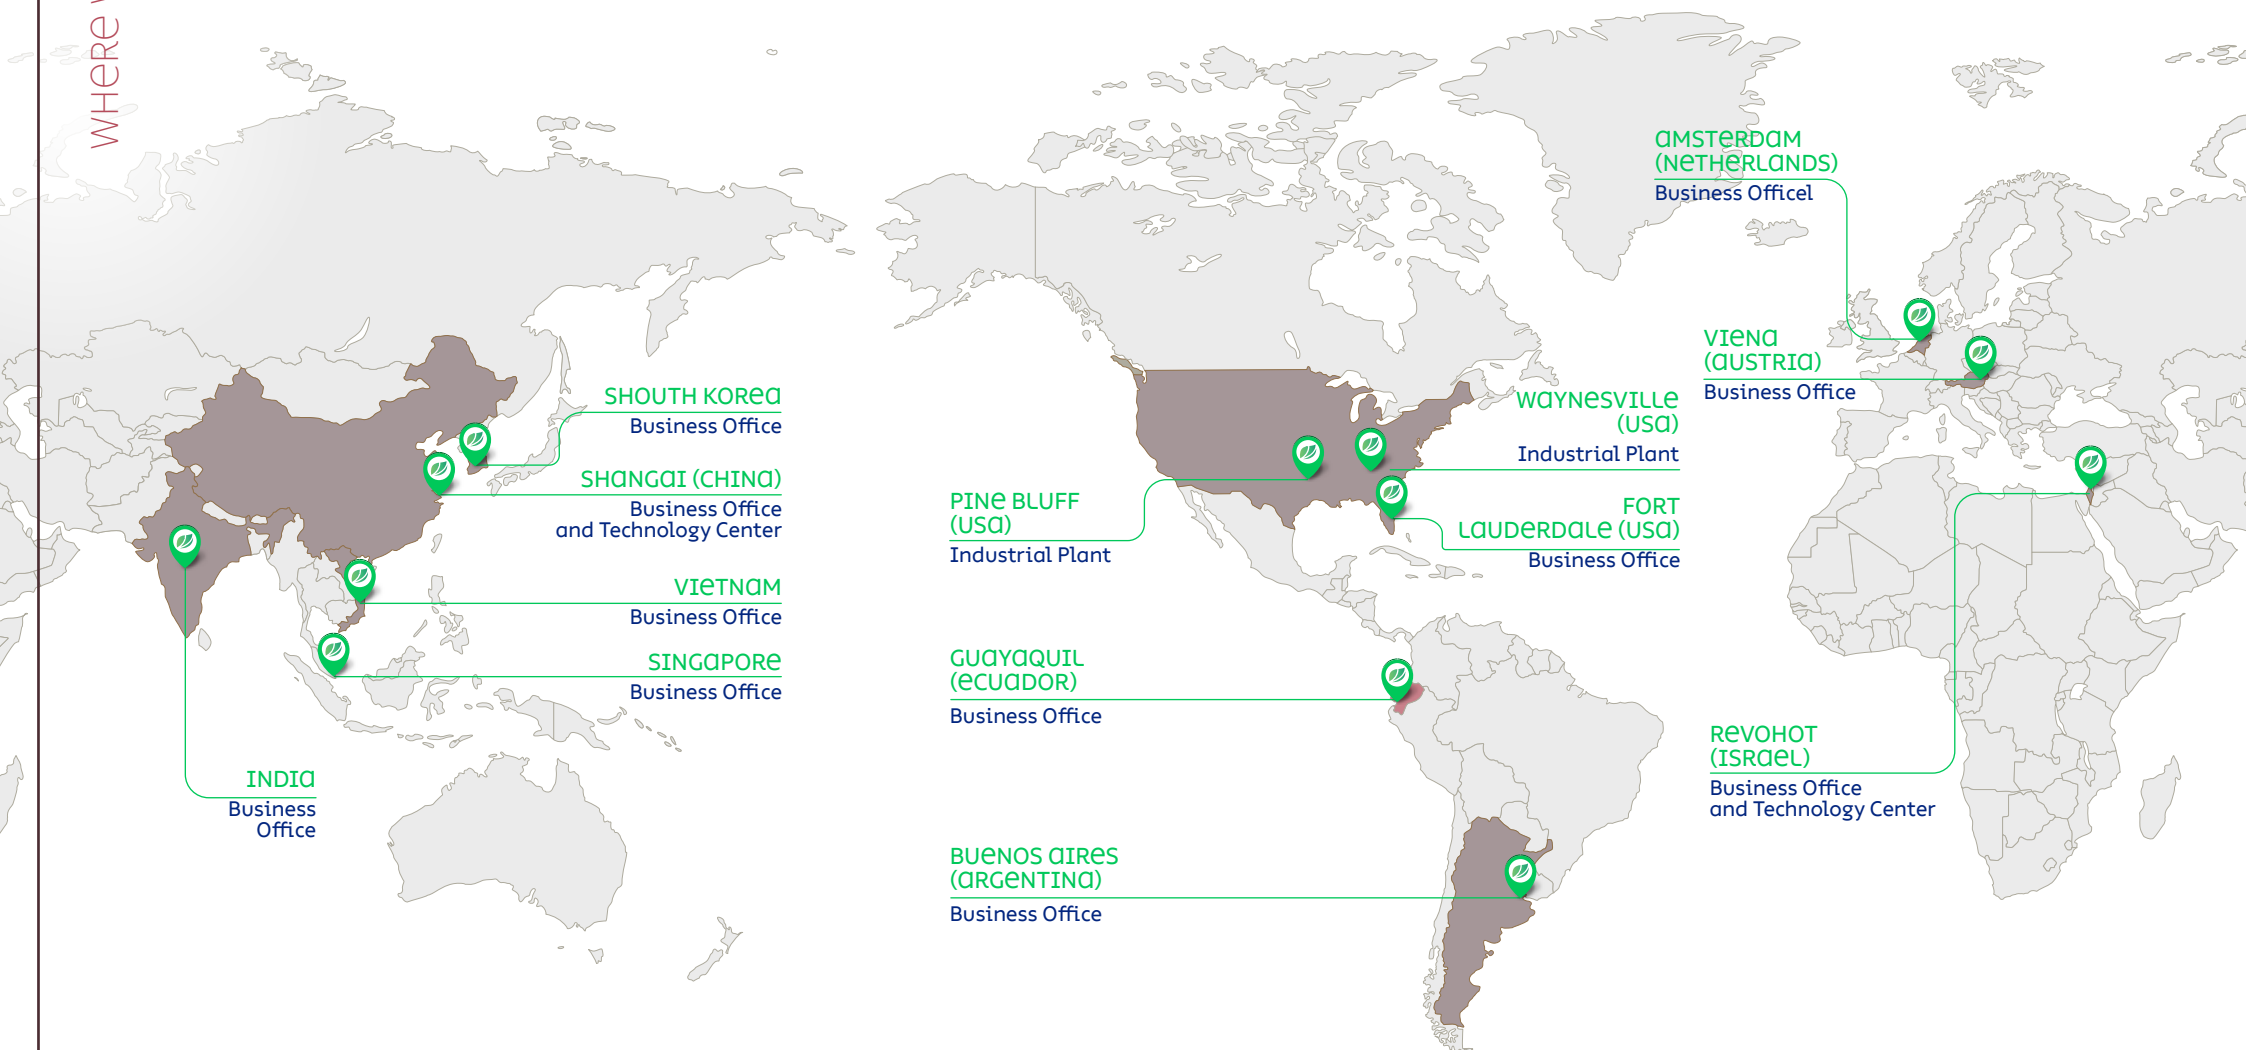 WHERE
SHOUTH KOREA
Business Office
SHANGAI (CHINA)
Business Office
and Technology Center
VIETNAM
Business Office
SINGAPORE
Business Office
INDIA
Business
Office
PINE BLUFF
(USA)
Industrial Plant
WAYNESVILLE
(USA)
Industrial Plant
FORT
LAUDERDALE (USA)
Business Office
GUAYAQUIL
(ECUADOR)
Business Office
BUENOS AIRES
(ARGENTINA)
Business Office
AMSTERDAM
(NETHERLANDS)
Business Officel
VIENA
(AUSTRIA)
Business Office
REVOHOT
(ISRAEL)
Business Office
and Technology Center